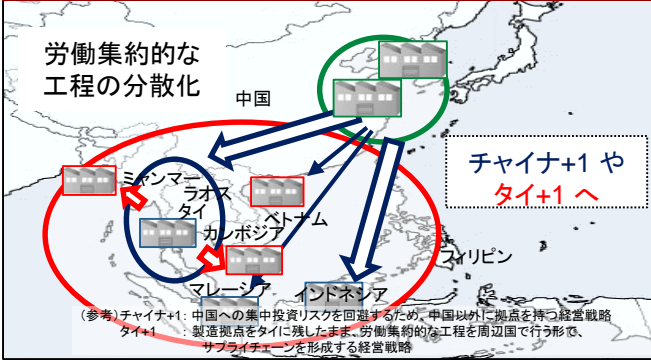 労働集約的な
工程の分散化
中国
チャイナ+1 や
タイ+1 へ
ミャンマー
ラオス
タイ
カンボジア
ベトナム
フィリピン
マレーシア
インドネシア
(参考)チャイナ+1: 中国への集中投資リスクを回避するため、中国以外に拠点を持つ経営戦略
タイ+1 : 製造拠点をタイに残したまま、労働集約的な工程を周辺国で行う形で、
サプライチェーンを形成する経営戦略